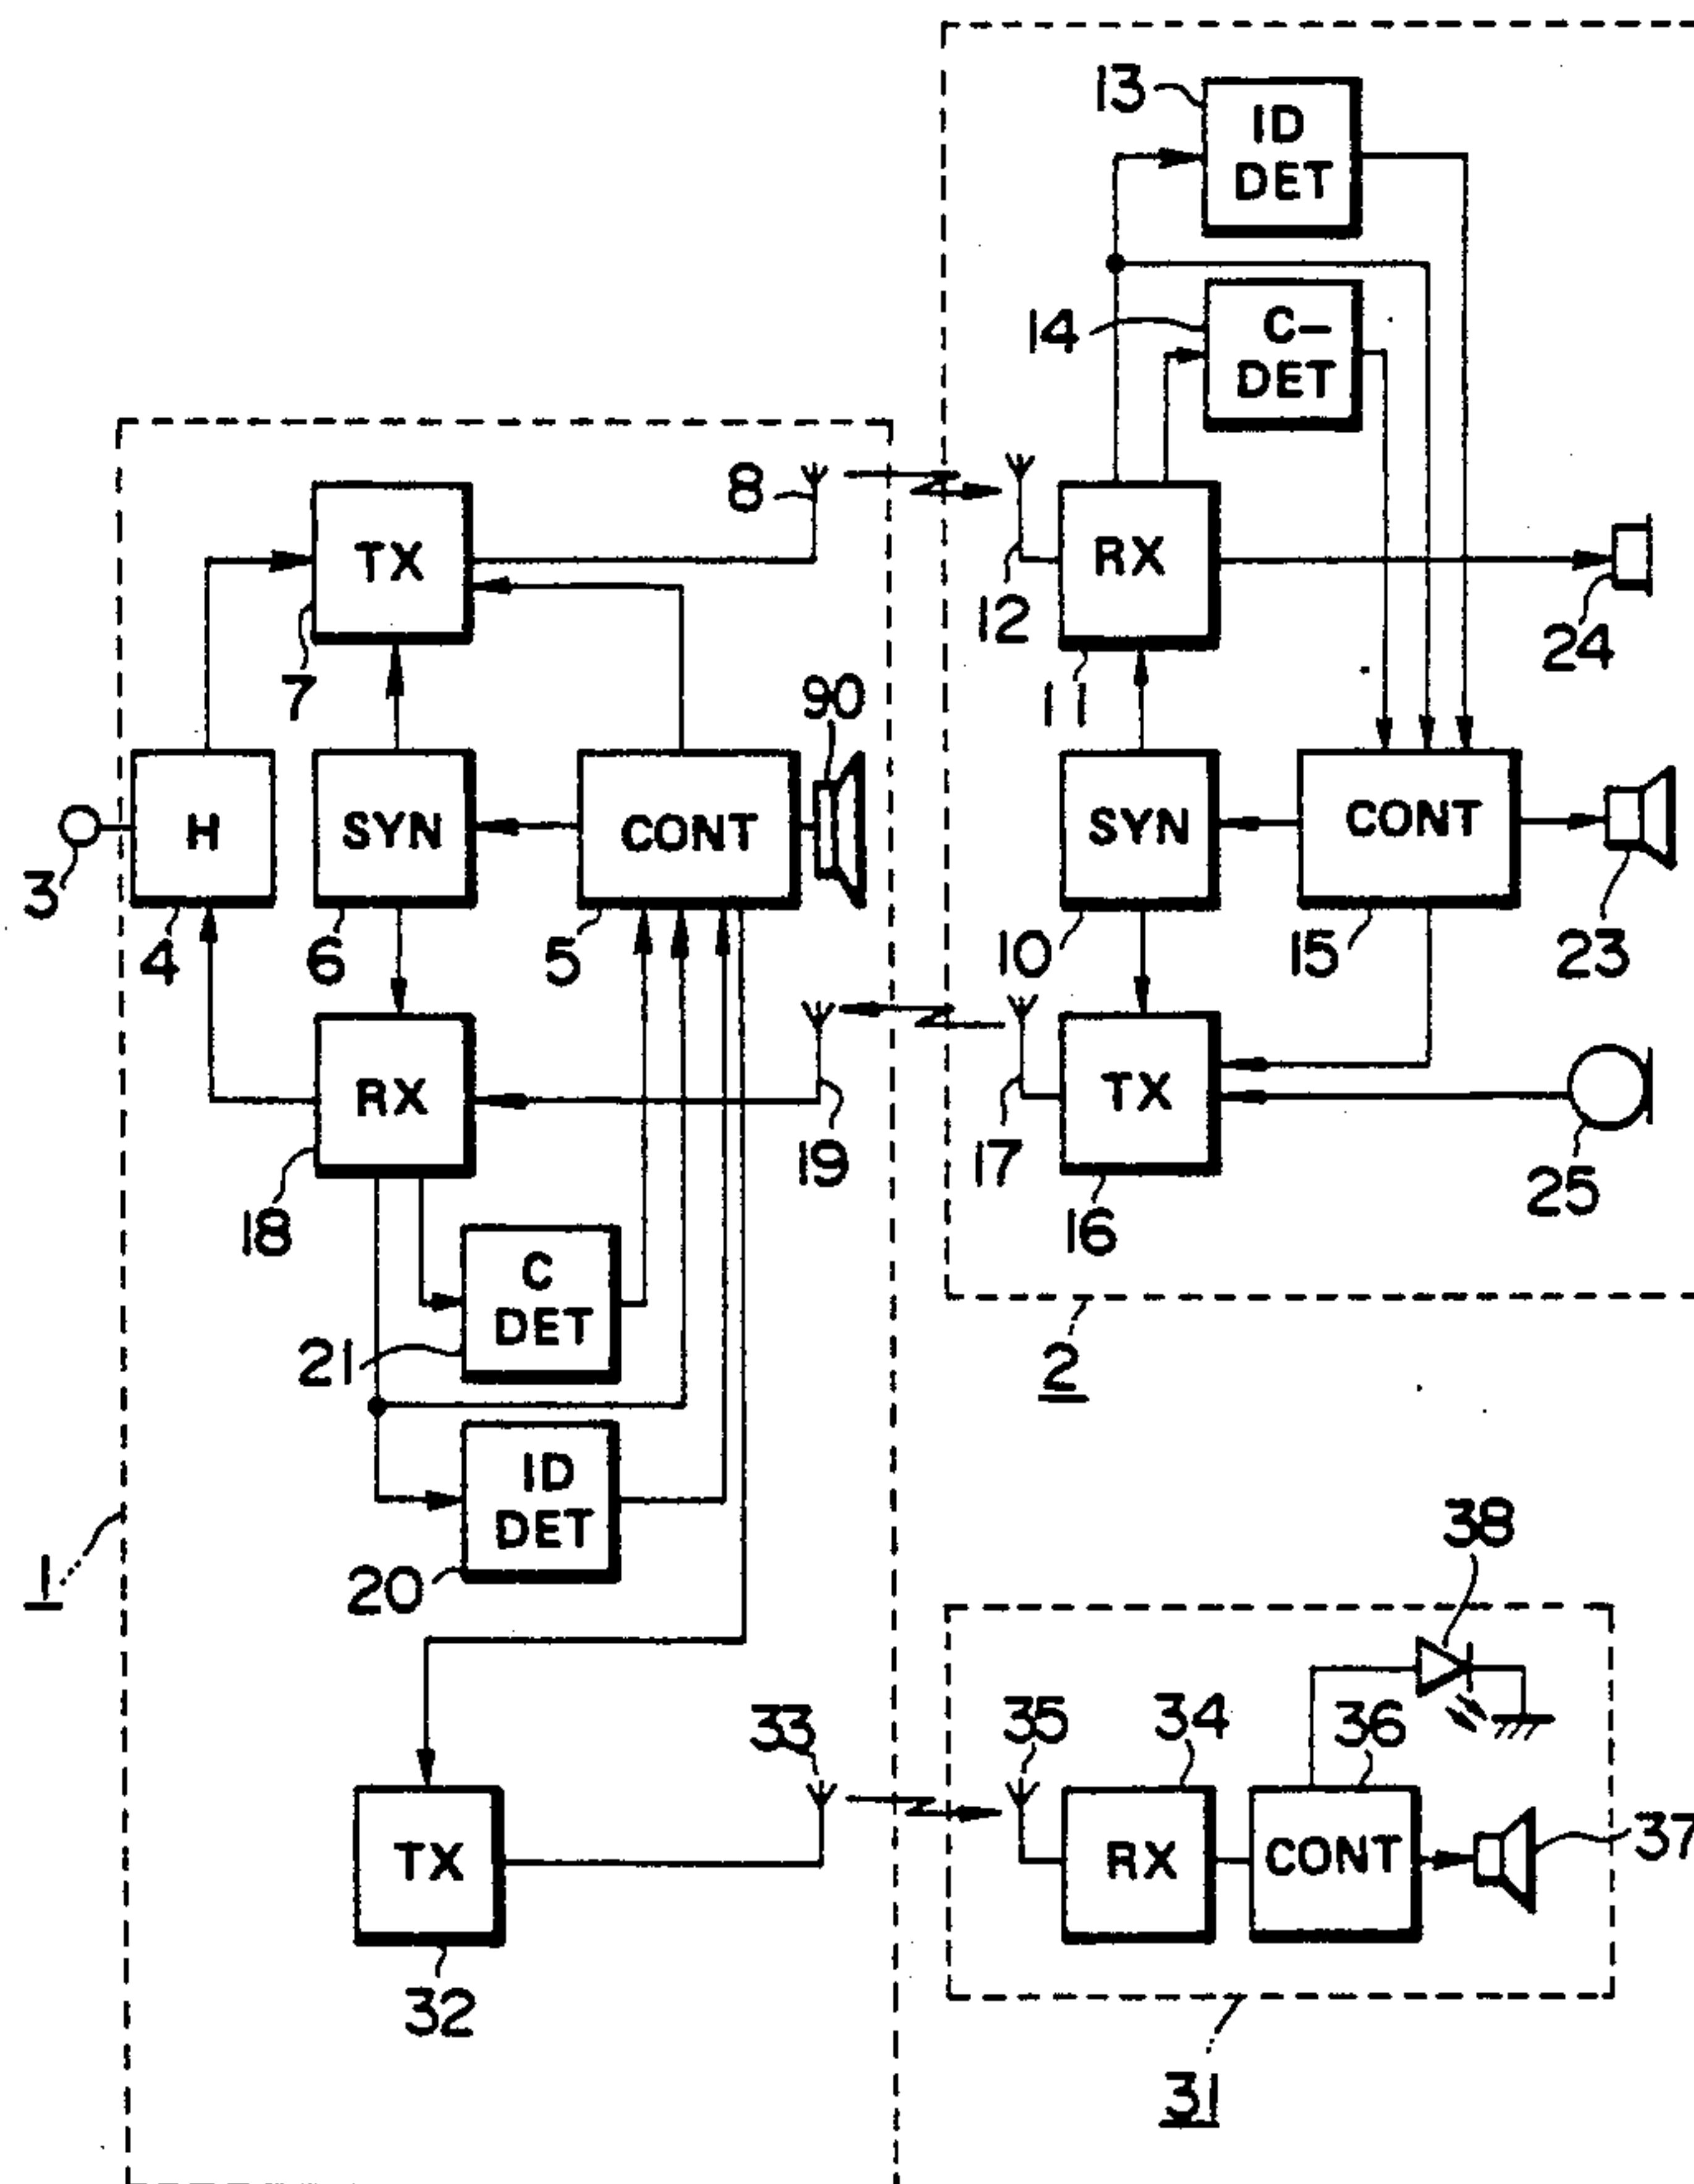 13
ID
DET
14
C-
DET
8
TX
RX
12
24
7
11
90
3
H
SYN
CONT
SYN
CONT
4
6
5
10
15
23
RX
19
TX
17
25
18
16
C
DET
21
2
ID
DET
20
1
38
33
35
34
36
TX
RX
CONT
37
32
31